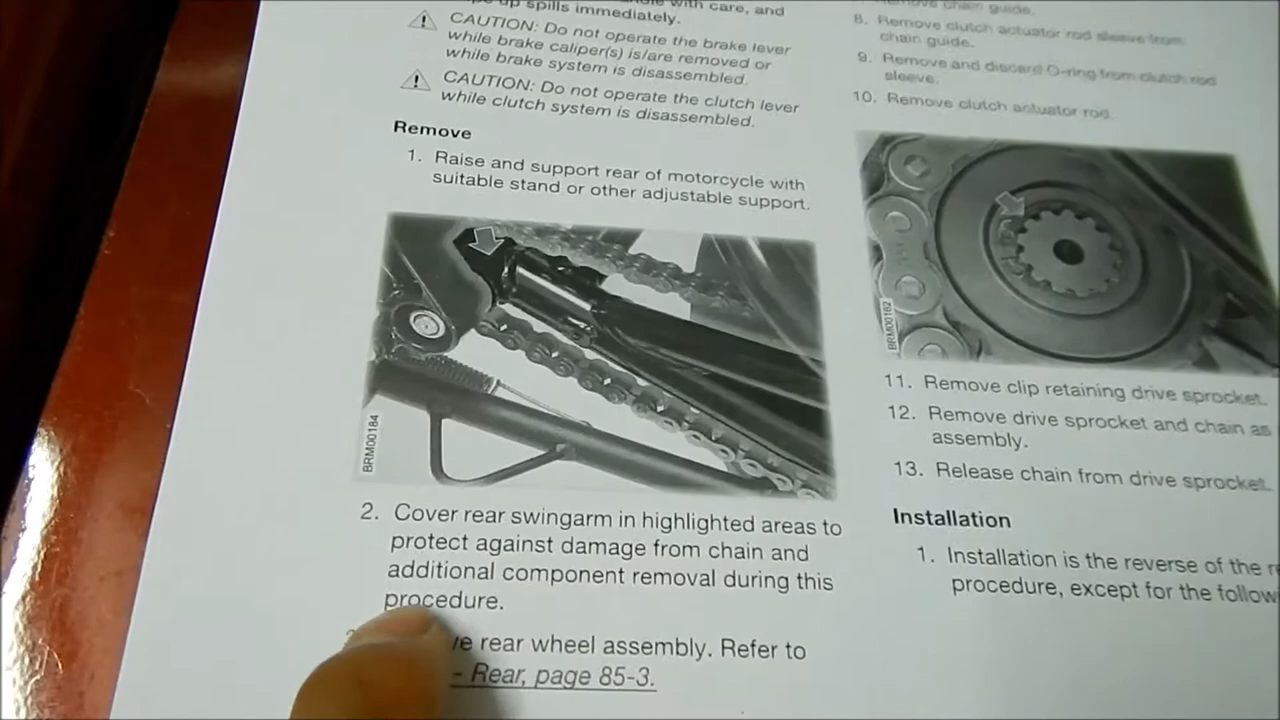 with care, and
up spills immediately.
CAUTION: Do not operate the brake lever
while brake caliper(s) is/are removed or
while brake system is disassembled.
CAUTION: Do not operate the clutch lever
while clutch system is disassembled.
Remove
1. Raise and support rear of motorcycle with
suitable stand or other adjustable support.
BRM00184
2. Cover rear swingarm in highlighted areas to
protect against damage from chain and
additional component removal during this
procedure.
rear wheel assembly. Refer to
- Rear, page 85-3.
chain guide.
8. Remove clutch actuator rod sleeve from
chain guide.
9. Remove and discard O-ring from clutch rod
sleeve.
10. Remove clutch actuator rod.
BRM00182
11. Remove clip retaining drive sprocket.
12. Remove drive sprocket and chain as
assembly.
13. Release chain from drive sprocket.
Installation
1. Installation is the reverse of the
procedure, except for the